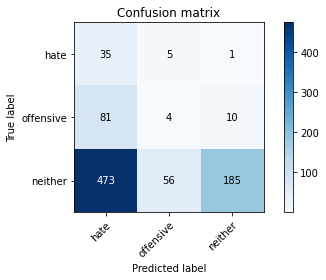 Confusion matrix
hate 35 5 1
offensive 81 4 10
neither 473 56 185
hate offensive neither
True label
Predicted label
400
300
200
100